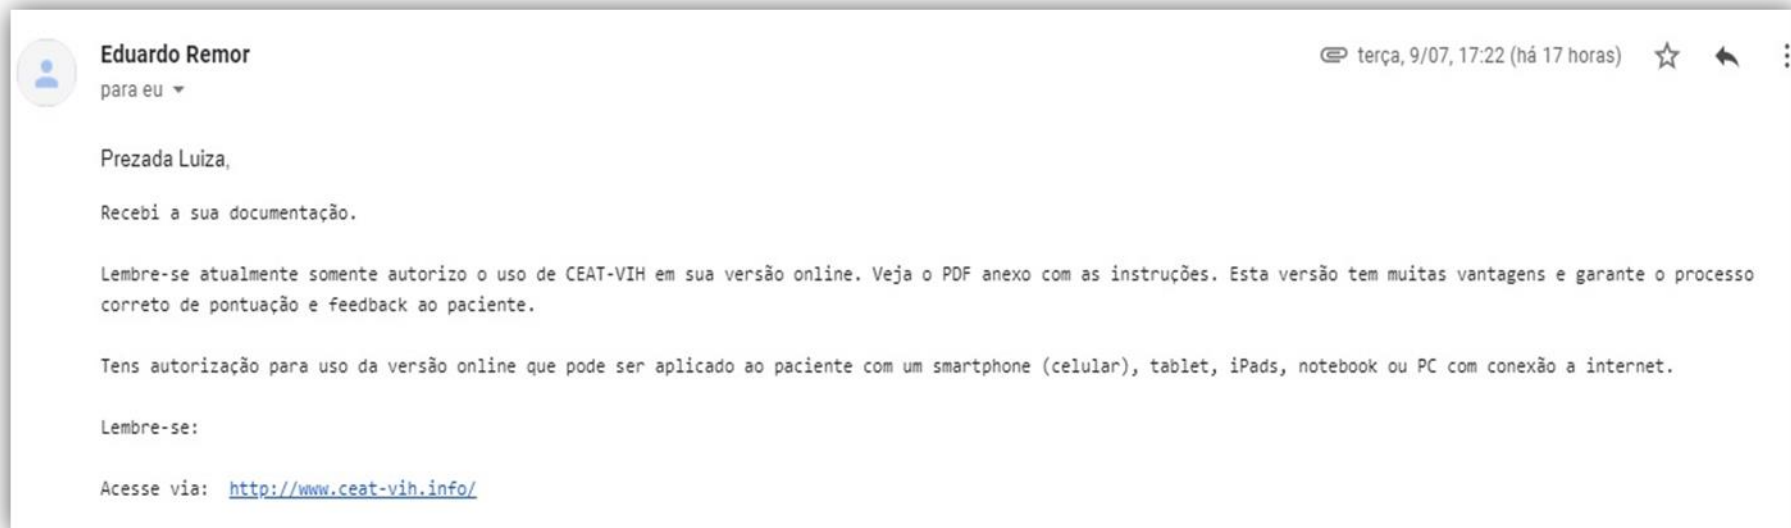 Eduardo Remor
terça, 9/07, 17:22 (há 17 horas)
para eu
Prezada Luiza,
Recebi a sua documentação.
Lembre-se atualmente somente autorizo o uso de CEAT-VIH em sua versão online. Veja o PDF anexo com as instruções. Esta versão tem muitas vantagens e garante o processo
correto de pontuação e feedback ao paciente.
Tens autorização para uso da versão online que pode ser aplicado ao paciente com um smartphone (celular), tablet, iPads, notebook ou PC com conexão a internet.
Lembre-se:
Acesse via: http://www.ceat-vih.info/